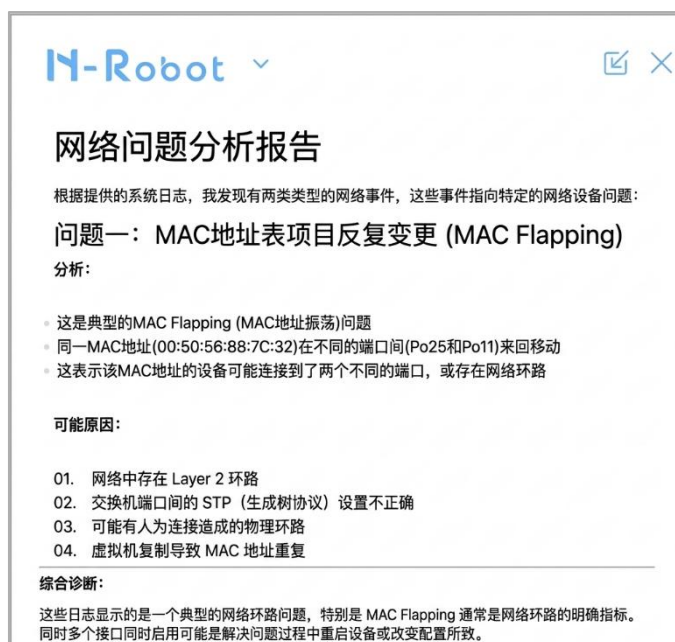 N-Robot
网络问题分析报告
根据提供的系统日志，我发现有两类类型的网络事件，这些事件指向特定的网络设备问题：
问题一：MAC地址表项目反复变更 (MAC Flapping)
分析：
这是典型的MAC Flapping (MAC地址振荡)问题
同一MAC地址(00:50:56:88:7C:32)在不同的端口间(Po25和Po11)来回移动
这表示该MAC地址的设备可能连接到了两个不同的端口，或存在网络环路
可能原因：
01. 网络中存在 Layer 2 环路
02. 交换机端口间的 STP（生成树协议）设置不正确
03. 可能有人为连接造成的物理环路
04. 虚拟机复制导致 MAC 地址重复
综合诊断：
这些日志显示的是一个典型的网络环路问题，特别是 MAC Flapping 通常是网络环路的明确指标。
同时多个接口同时启用可能是解决问题过程中重启设备或改变配置所致。